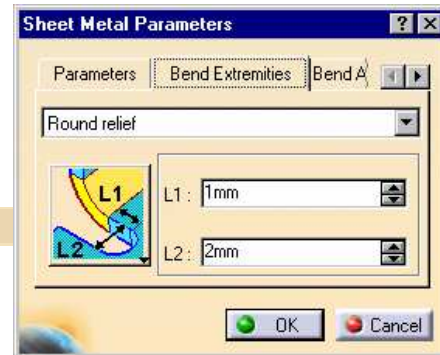 Sheet Metal Parameters
Parameters Bend Extremities Bend A
Round relief
L1
L2
L1 : 1mm
L2 : 2mm
OK Cancel